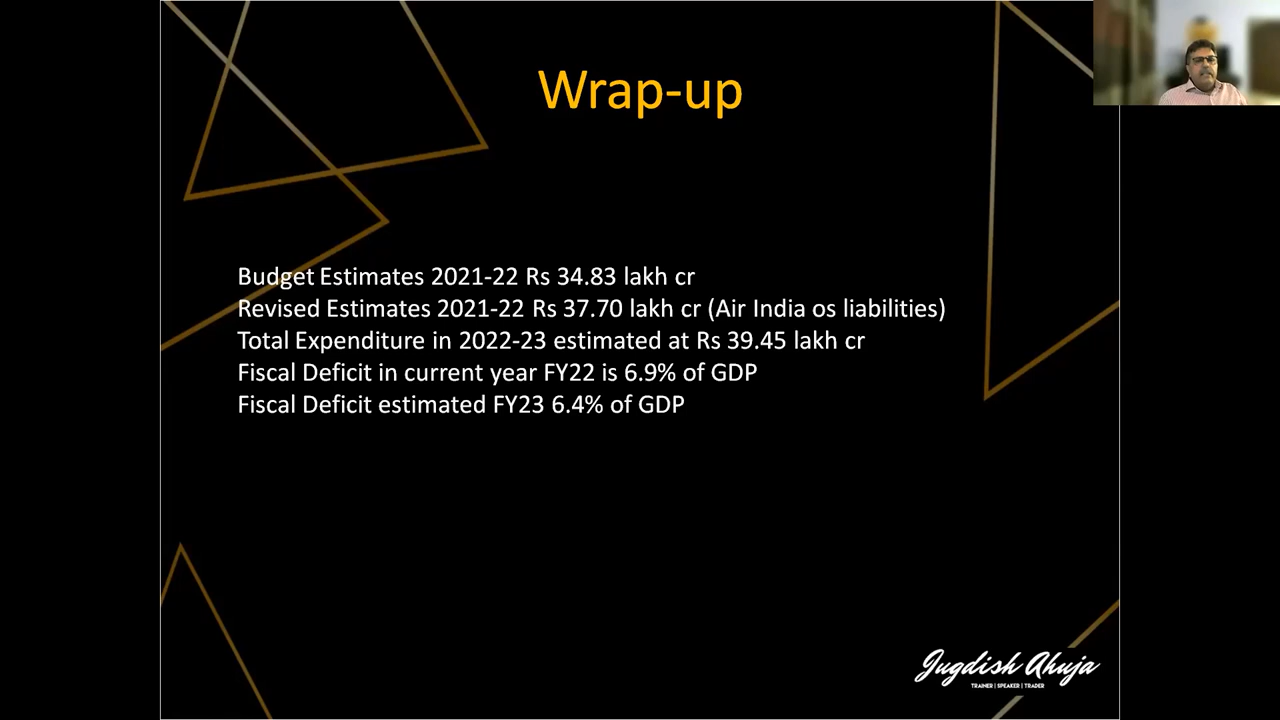 Wrap-up
Budget Estimates 2021-22 Rs 34.83 lakh cr
Revised Estimates 2021-22 Rs 37.70 lakh cr (Air India os liabilities)
Total Expenditure in 2022-23 estimated at Rs 39.45 lakh cr
Fiscal Deficit in current year FY22 is 6.9% of GDP
Fiscal Deficit estimated FY23 6.4% of GDP
Jugdish Ahuja
TRAINER | SPEAKER | TRADER